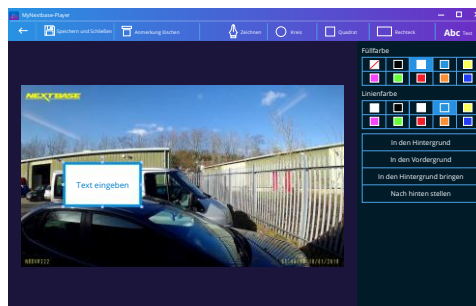 MyNextbase-Player
Speichern und Schließen
Anmerkung löschen
Zeichnen
Kreis
Quadrat
Rechteck
Abc Text
Füllfarbe
Linienfarbe
In den Hintergrund
In den Vordergrund
In den Hintergrund bringen
Nach hinten stellen
NEXTBASE
Text eingeben